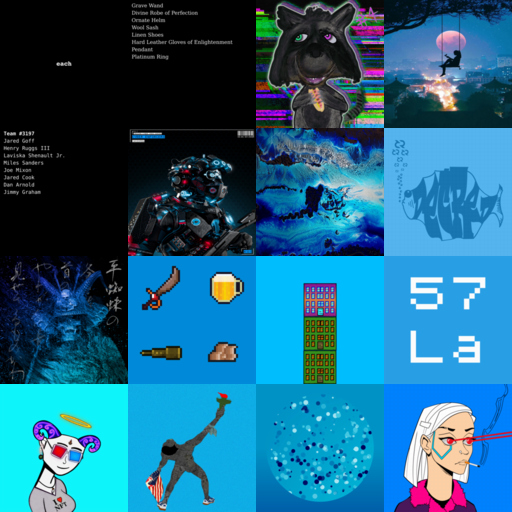 each
Grave Wand
Divine Robe of Perfection
Ornate Helm
Wool Sash
Linen Shoes
Hard Leather Gloves of Enlightenment
Pendant
Platinum Ring
Team #3197
Jared Goff
Henry Ruggs III
Laviska Shenault Jr.
Miles Sanders
Joe Mixon
Jared Cook
Dan Arnold
Jimmy Graham
57
La
I ♥
NFT